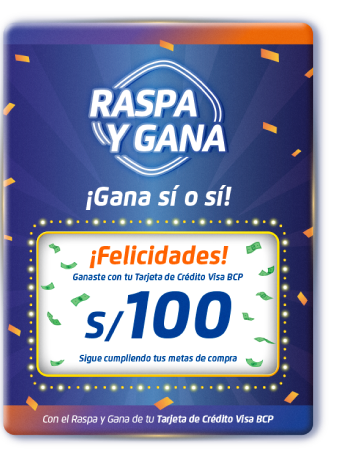 RASPA
Y GANA
¡Gana sí o sí!
¡Felicidades!
Ganaste con tu Tarjeta de Crédito Visa BCP
S/100
Sigue cumpliendo tus metas de compra
Con el Raspa y Gana de tu Tarjeta de Crédito Visa BCP